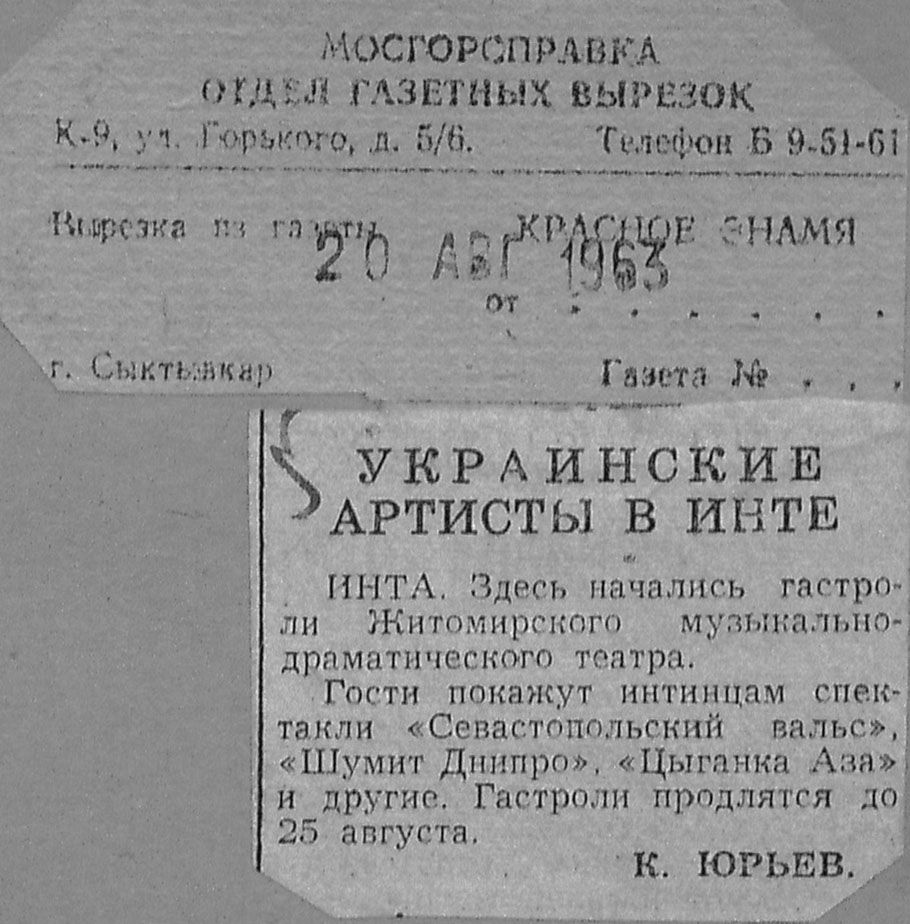 МОСГОРСПРАВКА
ОТДЕЛ ГАЗЕТНЫХ ВЫРЕЗОК
К-9, ул. Горького, д. 5/6. Телефон Б 9-51-61
Вырезка из газеты КРАСНОЕ ЗНАМЯ
20 АВГ 1963
от . . . . . .
г. Сыктывкар Газета № . . .
УКРАИНСКИЕ
АРТИСТЫ В ИНТЕ
ИНТА. Здесь начались гастро-
ли Житомирского музыкально-
драматического театра.
Гости покажут интинцам спек-
такли «Севастопольский вальс»,
«Шумит Днипро», «Цыганка Аза»
и другие. Гастроли продлятся до
25 августа.
К. ЮРЬЕВ.